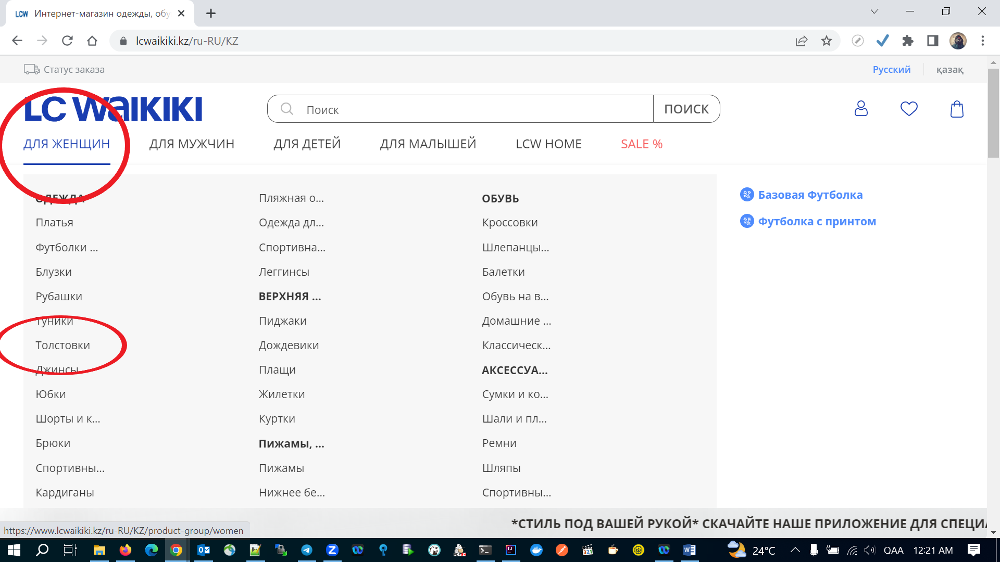 LCW Интернет-магазин одежды, обу
lcwaikiki.kz/ru-RU/KZ
Статус заказа
Русский
қазақ
LC WAIKIKI
Поиск
ПОИСК
ДЛЯ ЖЕНЩИН
ДЛЯ МУЖЧИН
ДЛЯ ДЕТЕЙ
ДЛЯ МАЛЫШЕЙ
LCW HOME
SALE %
ОДЕЖДА
Платья
Футболки ...
Блузки
Рубашки
Туники
Толстовки
Джинсы
Юбки
Шорты и к...
Брюки
Спортивны...
Кардиганы
Пляжная о...
Одежда дл...
Спортивна...
Леггинсы
ВЕРХНЯЯ ...
Пиджаки
Дождевики
Плащи
Жилетки
Куртки
Пижамы, ...
Пижамы
Нижнее бе...
ОБУВЬ
Кроссовки
Шлепанцы...
Балетки
Обувь на в...
Домашние ...
Классическ...
АКСЕССУА...
Сумки и ко...
Шали и пл...
Ремни
Шляпы
Спортивны...
Базовая Футболка
Футболка с принтом
*СТИЛЬ ПОД ВАШЕЙ РУКОЙ* СКАЧАЙТЕ НАШЕ ПРИЛОЖЕНИЕ ДЛЯ СПЕЦИА
https://www.lcwaikiki.kz/ru-RU/KZ/product-group/women
24°C
QAA
12:21 AM